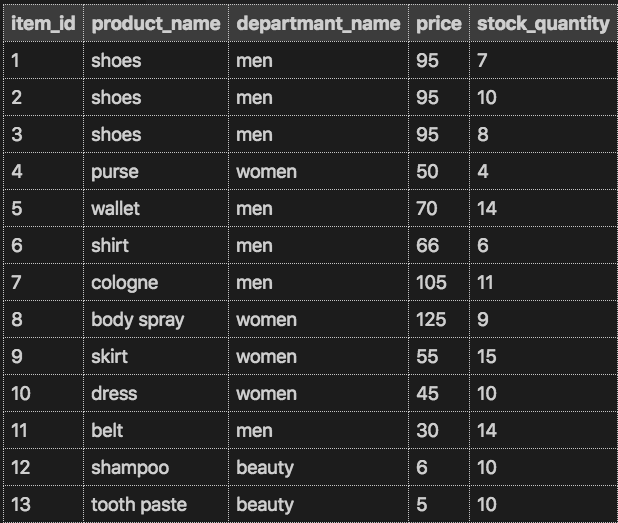 item_id product_name departmant_name price stock_quantity
1 shoes men 95 7
2 shoes men 95 10
3 shoes men 95 8
4 purse women 50 4
5 wallet men 70 14
6 shirt men 66 6
7 cologne men 105 11
8 body spray women 125 9
9 skirt women 55 15
10 dress women 45 10
11 belt men 30 14
12 shampoo beauty 6 10
13 tooth paste beauty 5 10